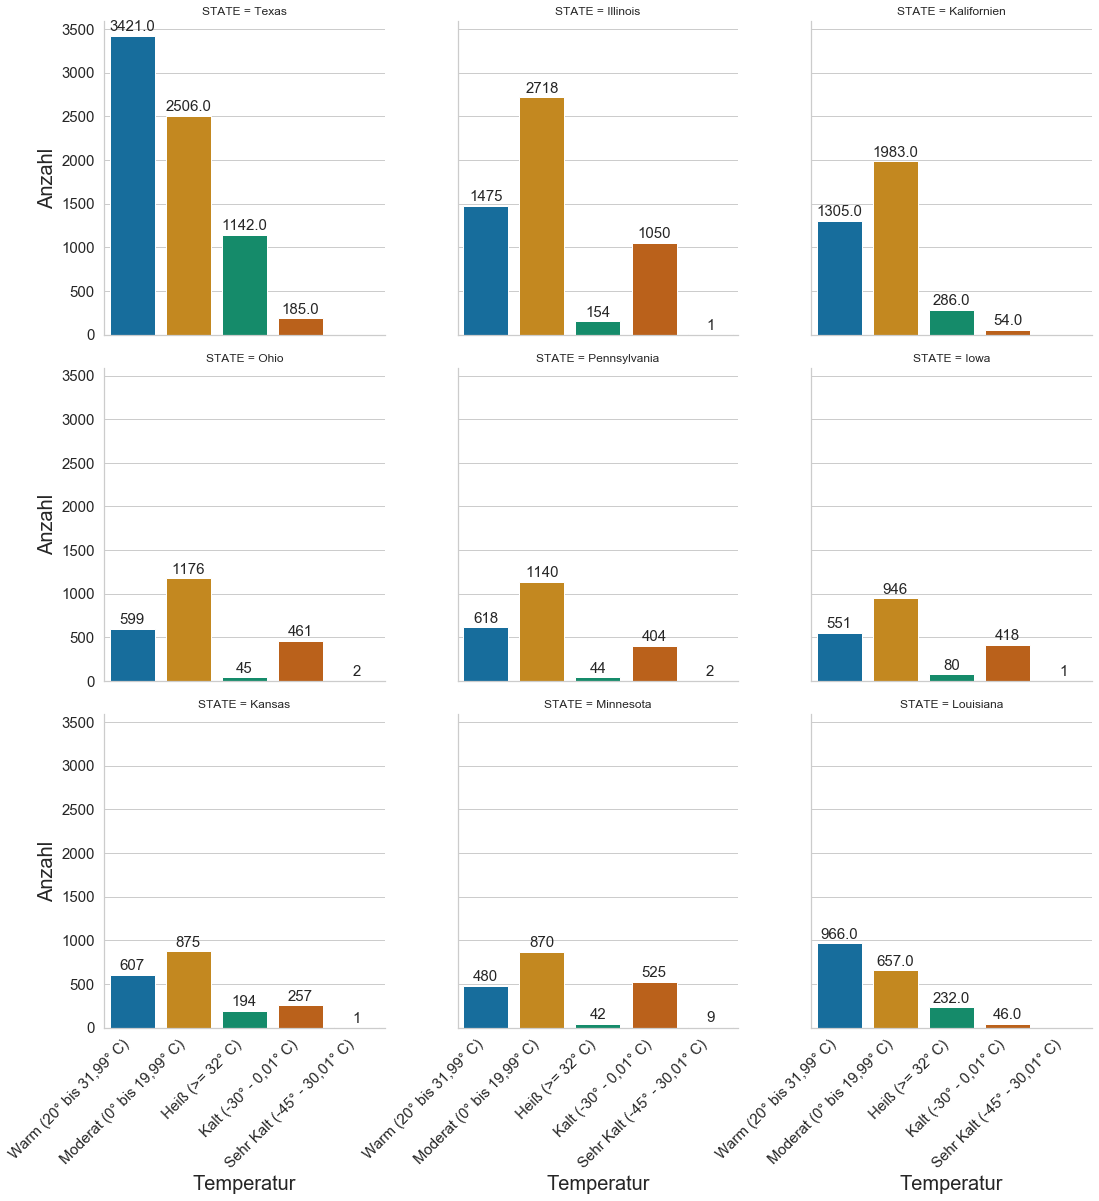 STATE = Texas
STATE = Illinois
STATE = Kalifornien
3500
3000
2500
2000
1500
1000
500
0
Anzahl
3421.0
2506.0
1142.0
185.0
1475
2718
154
1050
1
1305.0
1983.0
286.0
54.0
STATE = Ohio
STATE = Pennsylvania
STATE = Iowa
3500
3000
2500
2000
1500
1000
500
0
Anzahl
599
1176
45
461
2
618
1140
44
404
2
551
946
80
418
1
STATE = Kansas
STATE = Minnesota
STATE = Louisiana
3500
3000
2500
2000
1500
1000
500
0
Anzahl
607
875
194
257
1
480
870
42
525
9
966.0
657.0
232.0
46.0
Warm (20° bis 31,99° C)
Moderat (0° bis 19,99° C)
Heiß (>= 32° C)
Kalt (-30° - 0,01° C)
Sehr Kalt (-45° - 30,01° C)
Warm (20° bis 31,99° C)
Moderat (0° bis 19,99° C)
Heiß (>= 32° C)
Kalt (-30° - 0,01° C)
Sehr Kalt (-45° - 30,01° C)
Warm (20° bis 31,99° C)
Moderat (0° bis 19,99° C)
Heiß (>= 32° C)
Kalt (-30° - 0,01° C)
Sehr Kalt (-45° - 30,01° C)
Temperatur
Temperatur
Temperatur